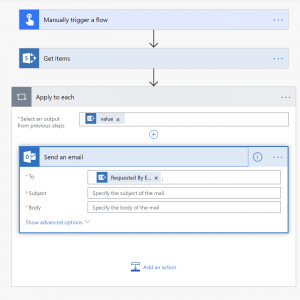 Manually trigger a flow
Get items
Apply to each
* Select an output from previous steps
value ×
Send an email
* To
Requested By E... × ;
* Subject
Specify the subject of the mail
* Body
Specify the body of the mail
Show advanced options
Add an action